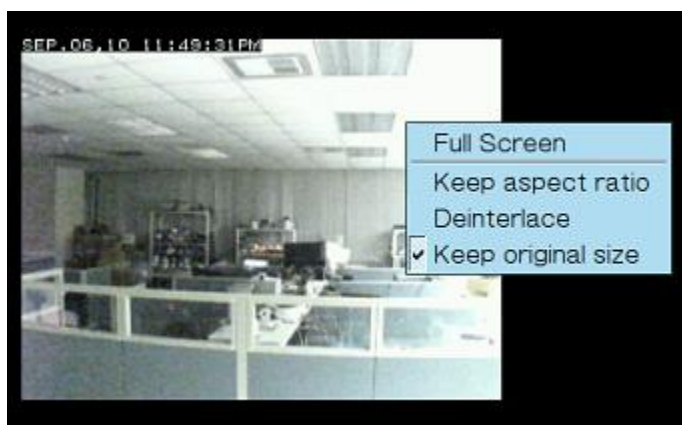 SEP.06,10 11:49:31PM
Full Screen
Keep aspect ratio
Deinterlace
Keep original size